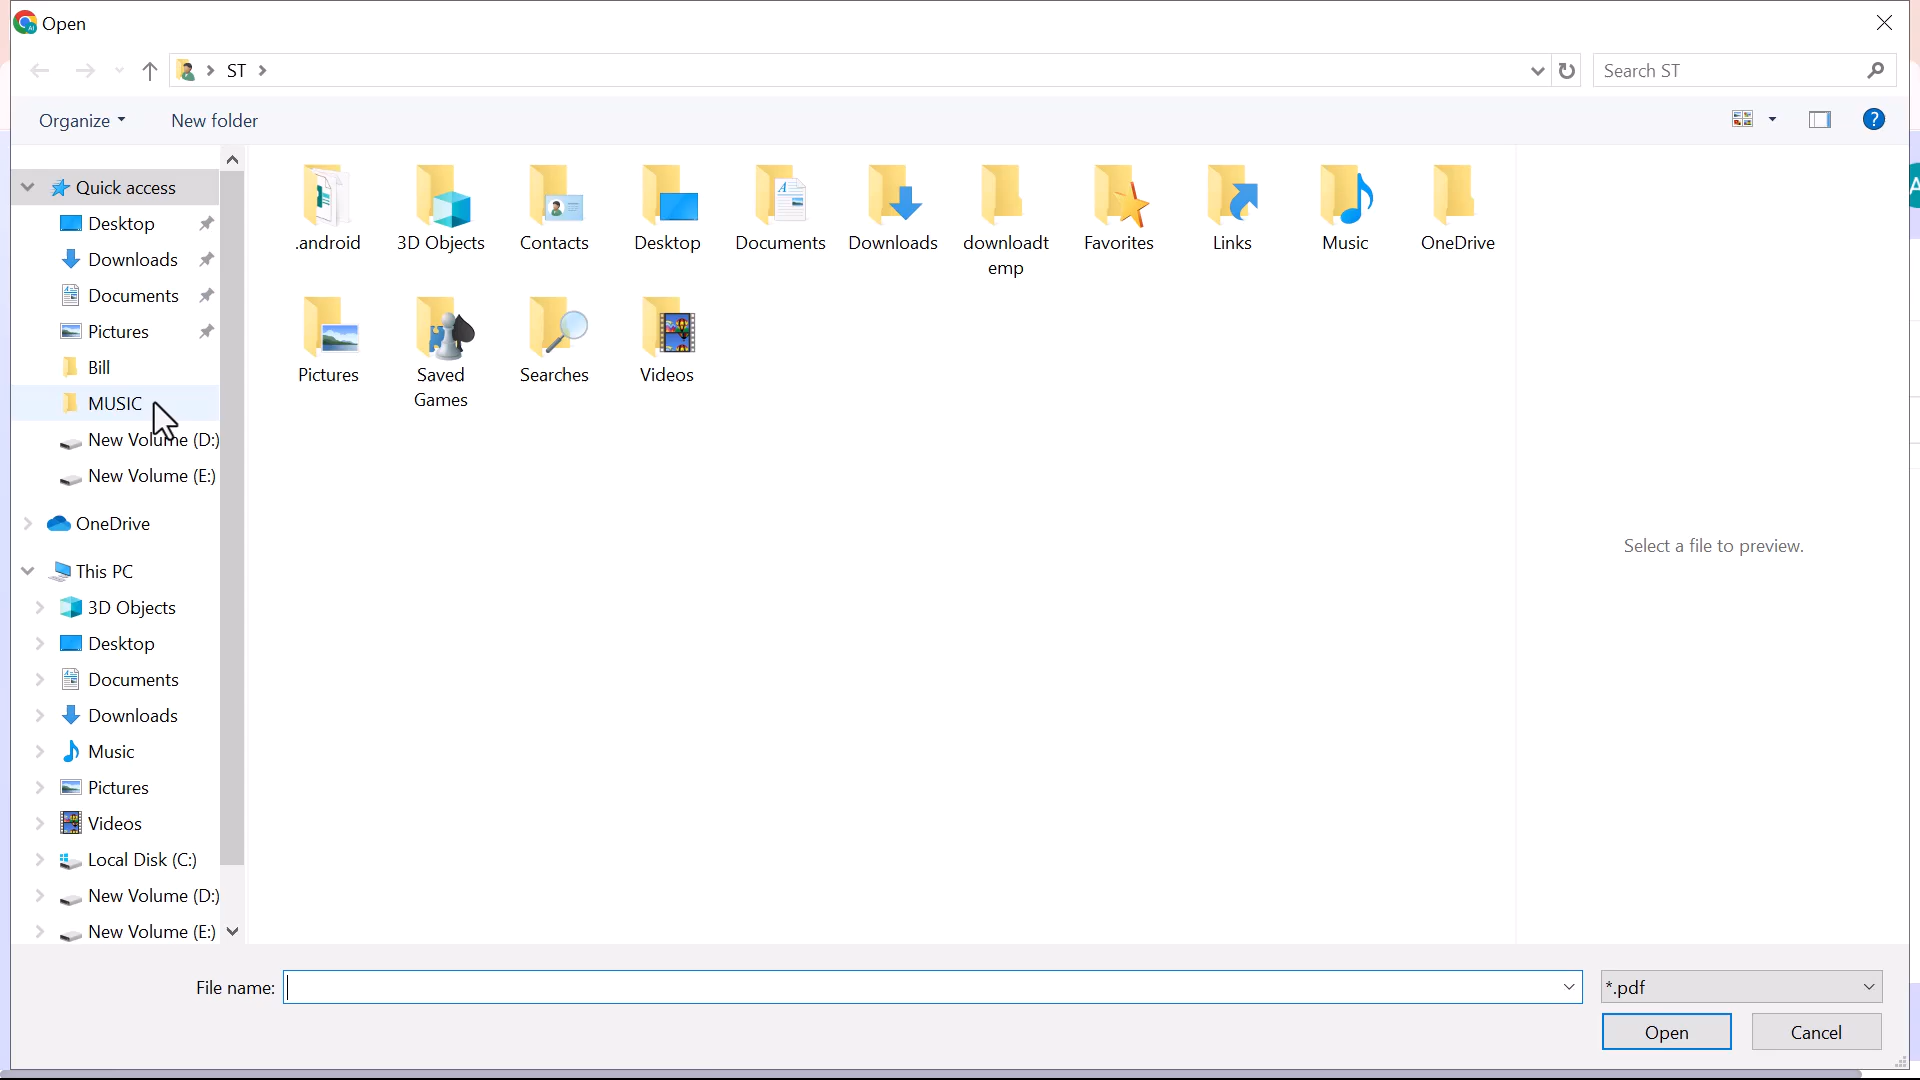 Open
ST
Search ST
Organize
New folder
Quick access
Desktop
Downloads
Documents
Pictures
Bill
MUSIC
New Volume (D:)
New Volume (E:)
OneDrive
This PC
3D Objects
Desktop
Documents
Downloads
Music
Pictures
Videos
Local Disk (C:)
New Volume (D:)
New Volume (E:)
.android
3D Objects
Contacts
Desktop
Documents
Downloads
downloadt
emp
Favorites
Links
Music
OneDrive
Pictures
Saved
Games
Searches
Videos
Select a file to preview.
File name:
*.pdf
Open
Cancel